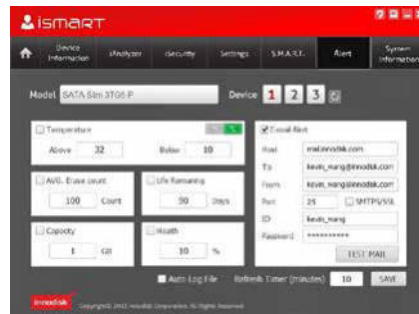 ismart
Device Information
iAnalyzer
iSecurity
Settings
S.M.A.R.T.
Alert
System Information
Model SATA Slim 3TG6-P Device 1 2 3
Temperature
Above 32 Below 10
AVG. Erase count
100 Count
Life Remaining
90 Days
Capacity
1 GB
Health
10 %
E-mail Alert
Host mail.innodisk.com
To kevin_wang@innodisk.com
From kevin_wang@innodisk.com
Port 25 SMTPS/SSL
ID kevin_wang
Password **********
TEST MAIL
Auto Log File Refresh Timer (minutes) 10 SAVE
innodisk Innodisk Corporation. All Rights Reserved